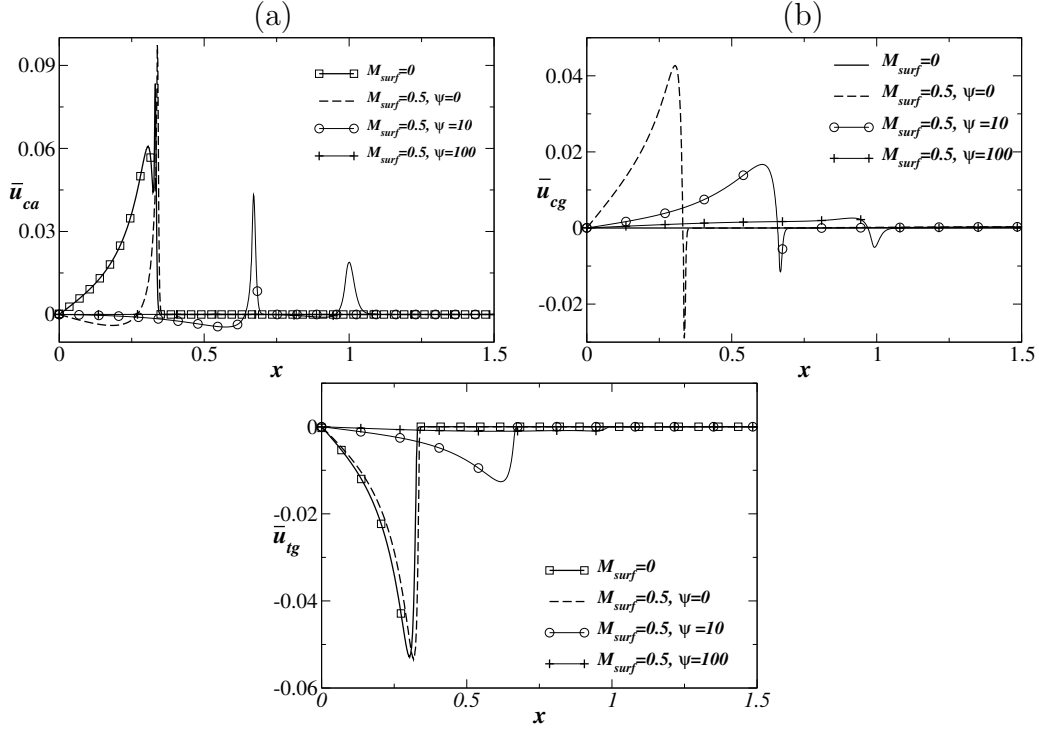 (a)
0.09
0.06
0.03
0
ū_ca
M_surf=0
M_surf=0.5, ψ=0
M_surf=0.5, ψ=10
M_surf=0.5, ψ=100
0 0.5 1 1.5
x
(b)
0.04
0.02
0
-0.02
ū_cg
M_surf=0
M_surf=0.5, ψ=0
M_surf=0.5, ψ=10
M_surf=0.5, ψ=100
0 0.5 1 1.5
x
0
-0.02
-0.04
-0.06
ū_tg
M_surf=0
M_surf=0.5, ψ=0
M_surf=0.5, ψ=10
M_surf=0.5, ψ=100
0 0.5 1 1.5
x